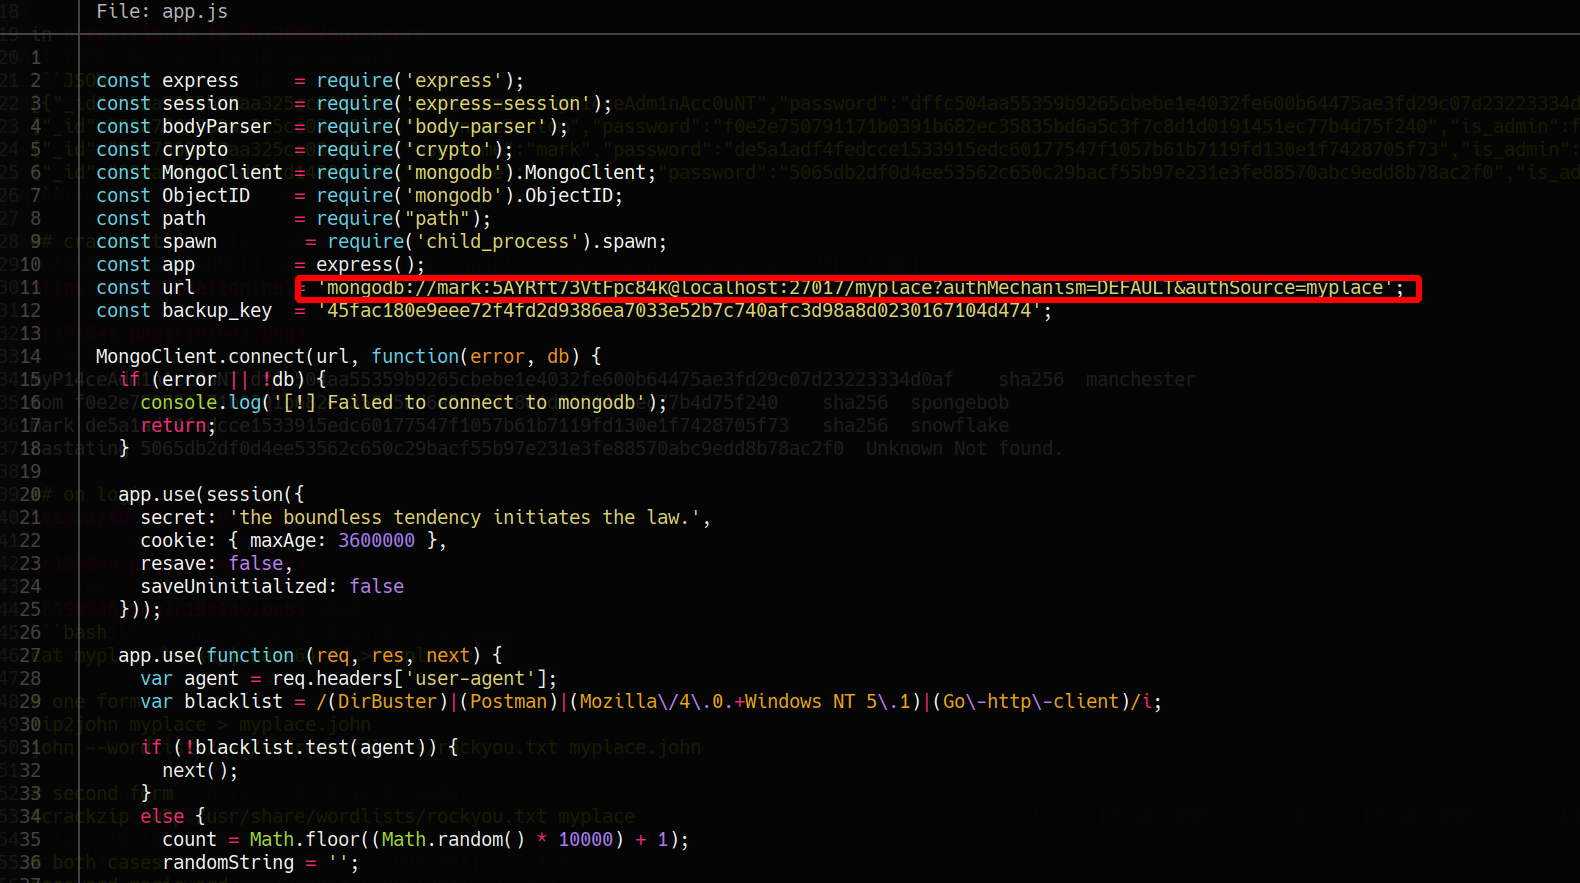 File: app.js
1
2 const express = require('express');
3 const session = require('express-session');
4 const bodyParser = require('body-parser');
5 const crypto = require('crypto');
6 const MongoClient = require('mongodb').MongoClient;
7 const ObjectID = require('mongodb').ObjectID;
8 const path = require("path");
9 const spawn = require('child_process').spawn;
10 const app = express();
11 const url = 'mongodb://mark:5AYRft73VtFpc84k@localhost:27017/myplace?authMechanism=DEFAULT&authSource=myplace';
12 const backup_key = '45fac180e9eee72f4fd2d9386ea7033e52b7c740afc3d98a8d0230167104d474';
13
14 MongoClient.connect(url, function(error, db) {
15 if (error || !db) {
16 console.log('[!] Failed to connect to mongodb');
17 return;
18 }
19
20 app.use(session({
21 secret: 'the boundless tendency initiates the law.',
22 cookie: { maxAge: 3600000 },
23 resave: false,
24 saveUninitialized: false
25 }));
26
27 app.use(function (req, res, next) {
28 var agent = req.headers['user-agent'];
29 var blacklist = /(DirBuster)|(Postman)|(Mozilla\/4\.0.+Windows NT 5\.1)|(Go\-http\-client)/i;
30
31 if (!blacklist.test(agent)) {
32 next();
33 }
34 else {
35 count = Math.floor((Math.random() * 10000) + 1);
36 randomString = '';